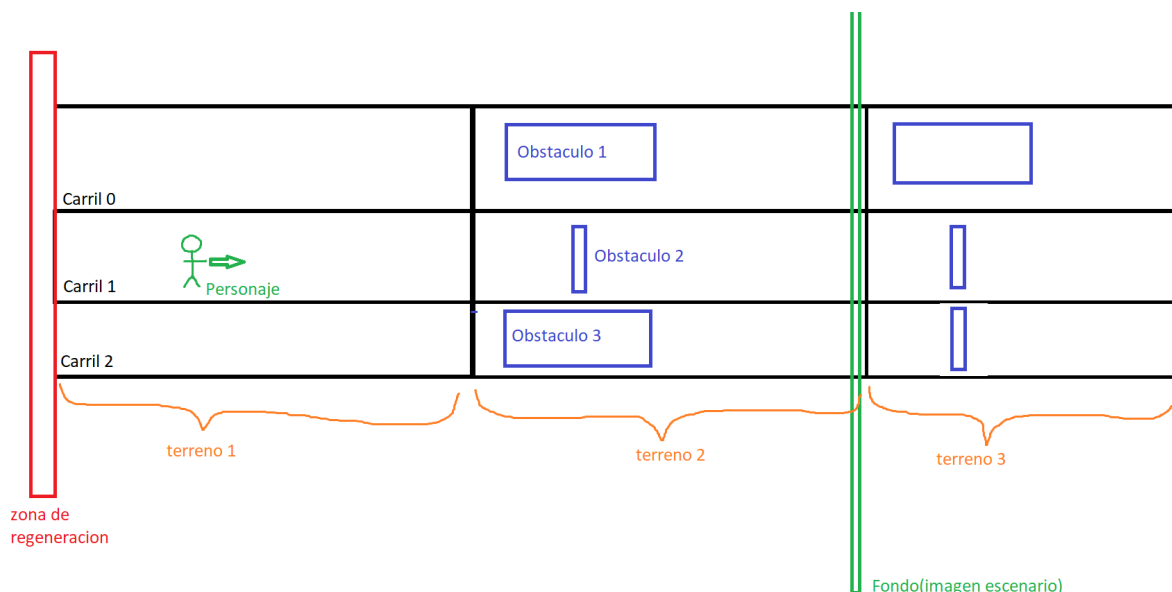 Obstaculo 1
Carril 0
Obstaculo 2
Carril 1
Personaje
Obstaculo 3
Carril 2
terreno 1
terreno 2
terreno 3
zona de
regeneracion
Fondo(imagen escenario)